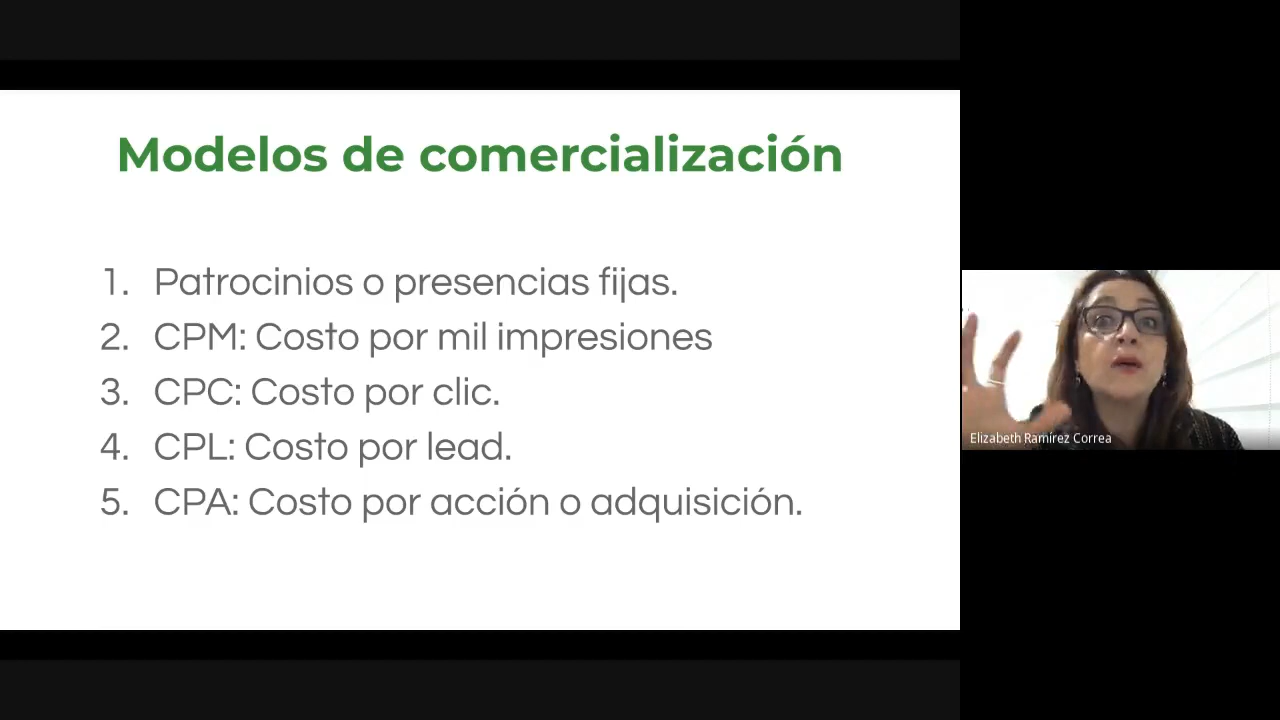 Modelos de comercialización
1. Patrocinios o presencias fijas.
2. CPM: Costo por mil impresiones
3. CPC: Costo por clic.
4. CPL: Costo por lead.
5. CPA: Costo por acción o adquisición.
Elizabeth Ramírez Correa